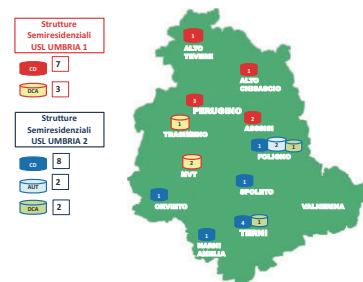 Strutture
Semiresidenziali
USL UMBRIA 1
CD 7
DCA 3
Strutture
Semiresidenziali
USL UMBRIA 2
CD 8
AUT 2
DCA 2
1
ALTO
TEVERE
1
ALTO
CHIASCIO
3
PERUGINO
2
ASSISI
1
TRASIMENO
1 2 1
FOLIGNO
2
MVT
1
SPOLETO
1
ORVIETO
VALNERINA
4 1
TERNI
1
NARNI
AMELIA